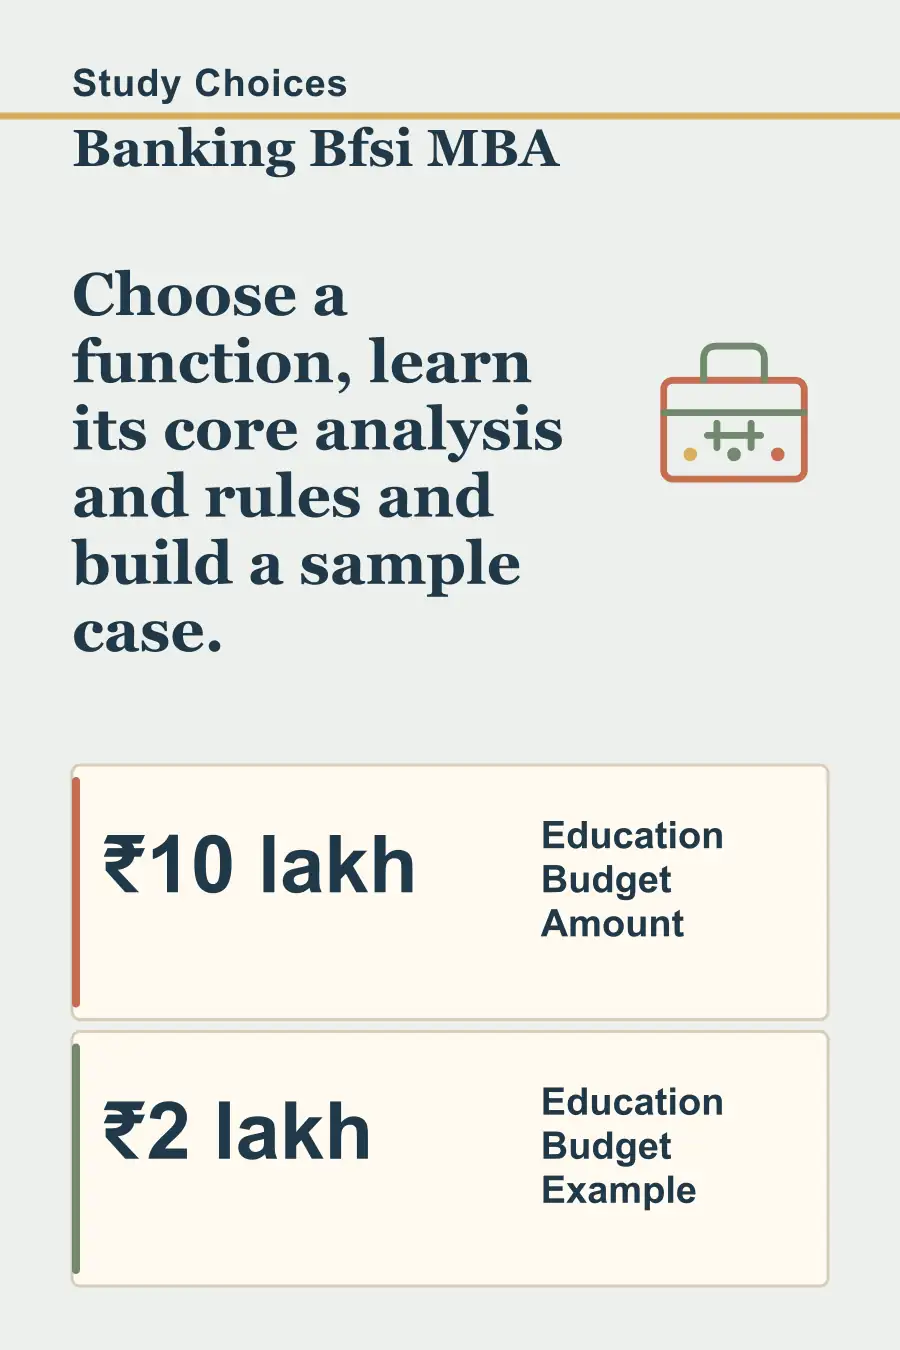 Study Choices
Banking Bfsi MBA
Choose a
function, learn
its core analysis
and rules and
build a sample
case.
₹10 lakh
Education
Budget
Amount
₹2 lakh
Education
Budget
Example